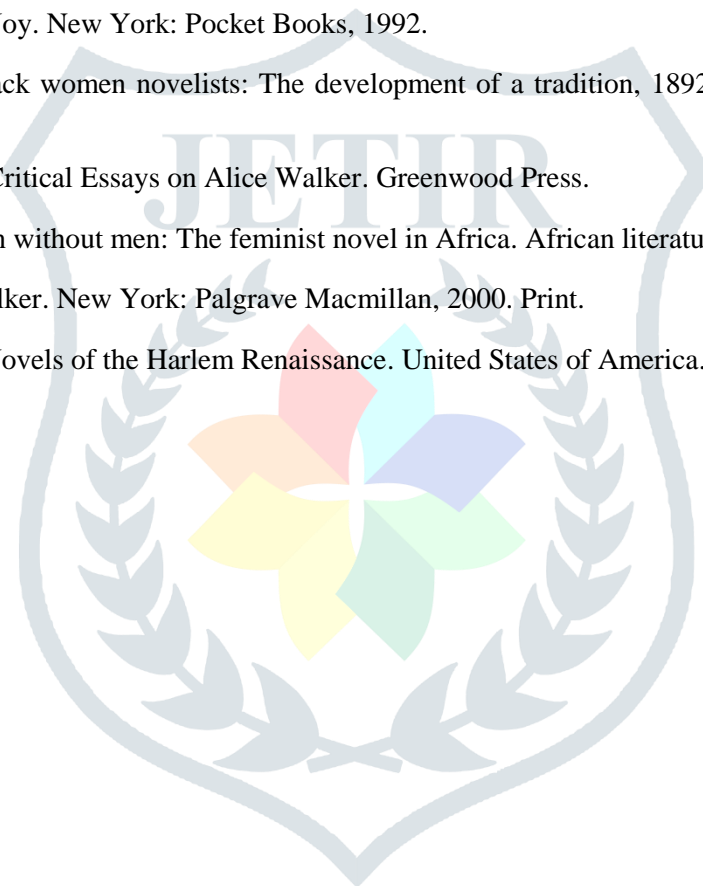 Joy. New York: Pocket Books, 1992.
ack women novelists: The development of a tradition, 1892
Critical Essays on Alice Walker. Greenwood Press.
n without men: The feminist novel in Africa. African literatu
lker. New York: Palgrave Macmillan, 2000. Print.
Novels of the Harlem Renaissance. United States of America.
JETIR